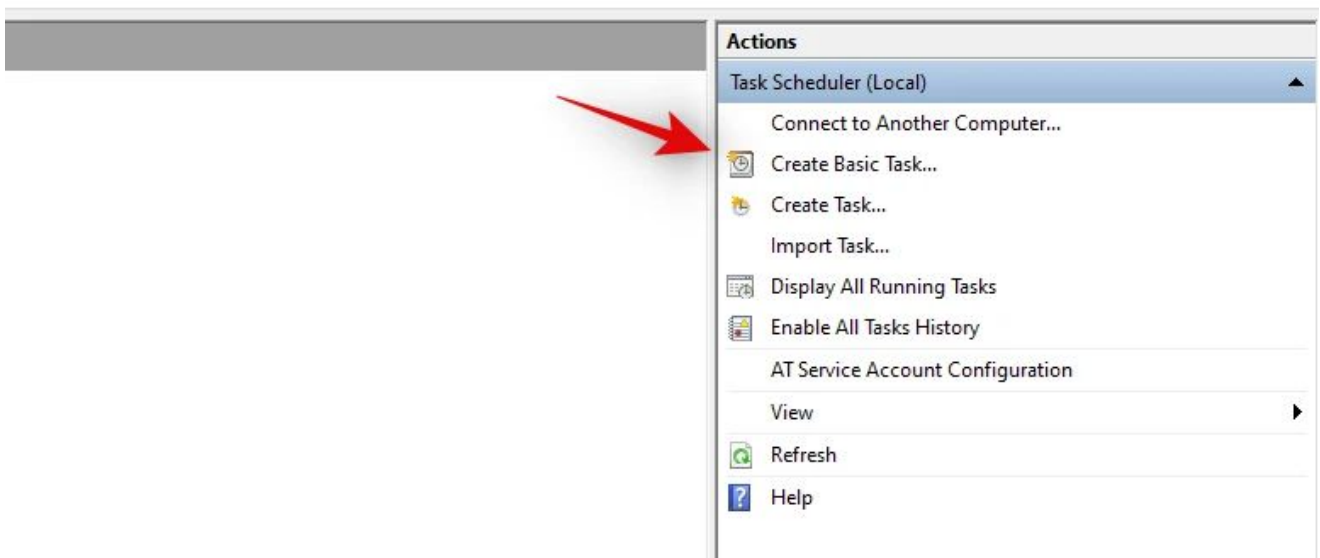 Actions
Task Scheduler (Local)
Connect to Another Computer...
Create Basic Task...
Create Task...
Import Task...
Display All Running Tasks
Enable All Tasks History
AT Service Account Configuration
View
Refresh
Help